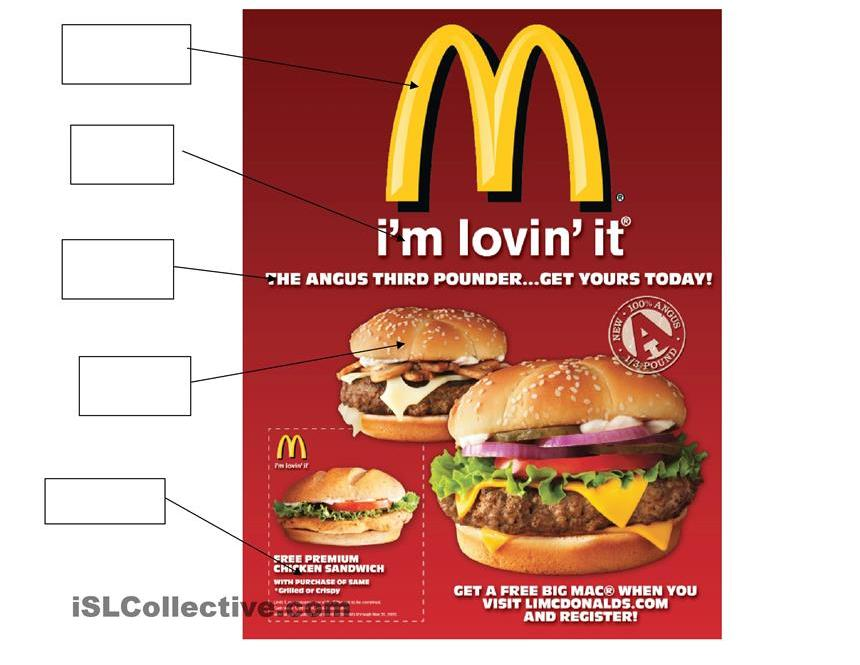 M
®
i'm lovin' it®
THE ANGUS THIRD POUNDER...GET YOURS TODAY!
NEW • 100% ANGUS
A
1/3 POUND
M
i'm lovin' it
FREE PREMIUM
CHICKEN SANDWICH
WITH PURCHASE OF SAME
*Grilled or Crispy
GET A FREE BIG MAC® WHEN YOU
VISIT LIMCDONALDS.COM
AND REGISTER!
iSLCollective.com